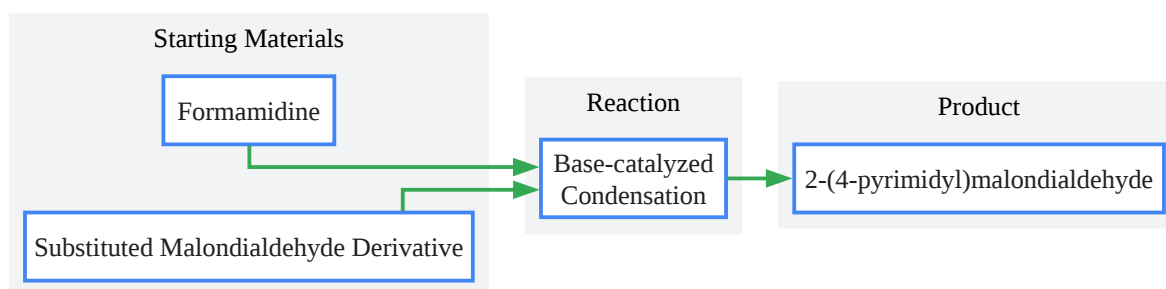 Starting Materials
Formamidine
Substituted Malondialdehyde Derivative
Reaction
Base-catalyzed
Condensation
Product
2-(4-pyrimidyl)malondialdehyde